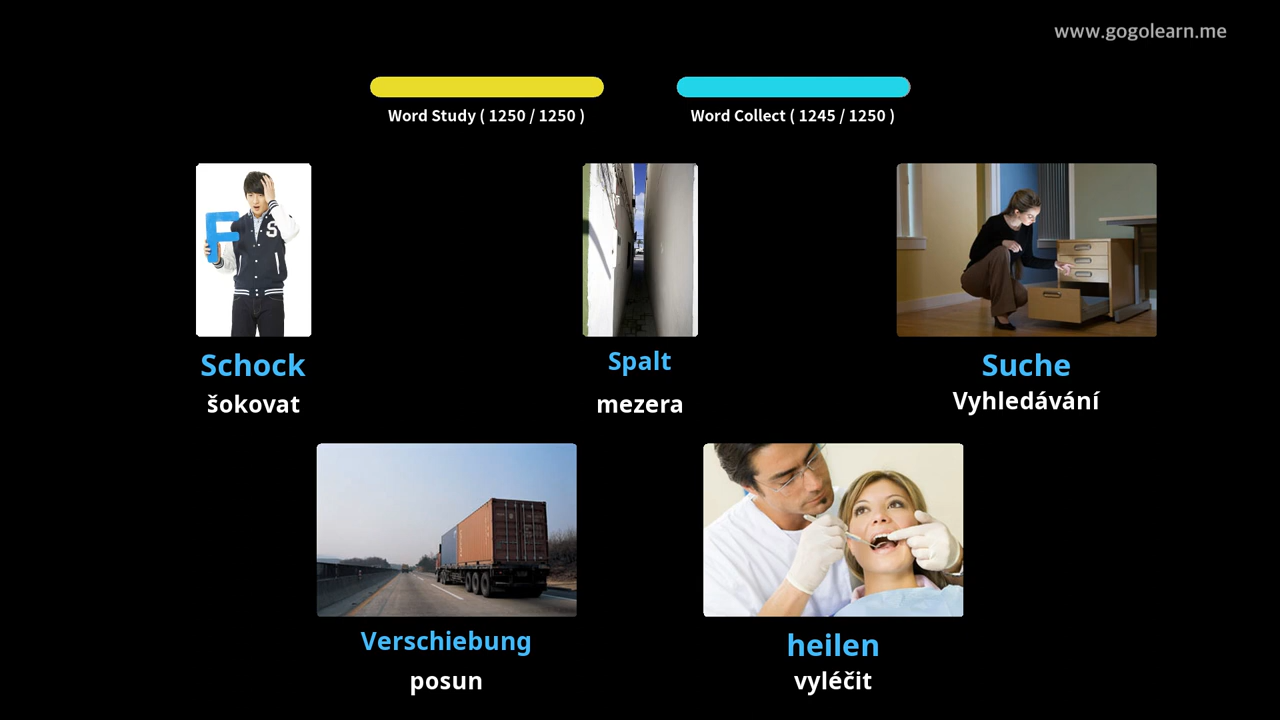 www.gogolearn.me
Word Study ( 1250 / 1250 )
Word Collect ( 1245 / 1250 )
F
S
Schock
šokovat
Spalt
mezera
Suche
Vyhledávání
Verschiebung
posun
heilen
vyléčit